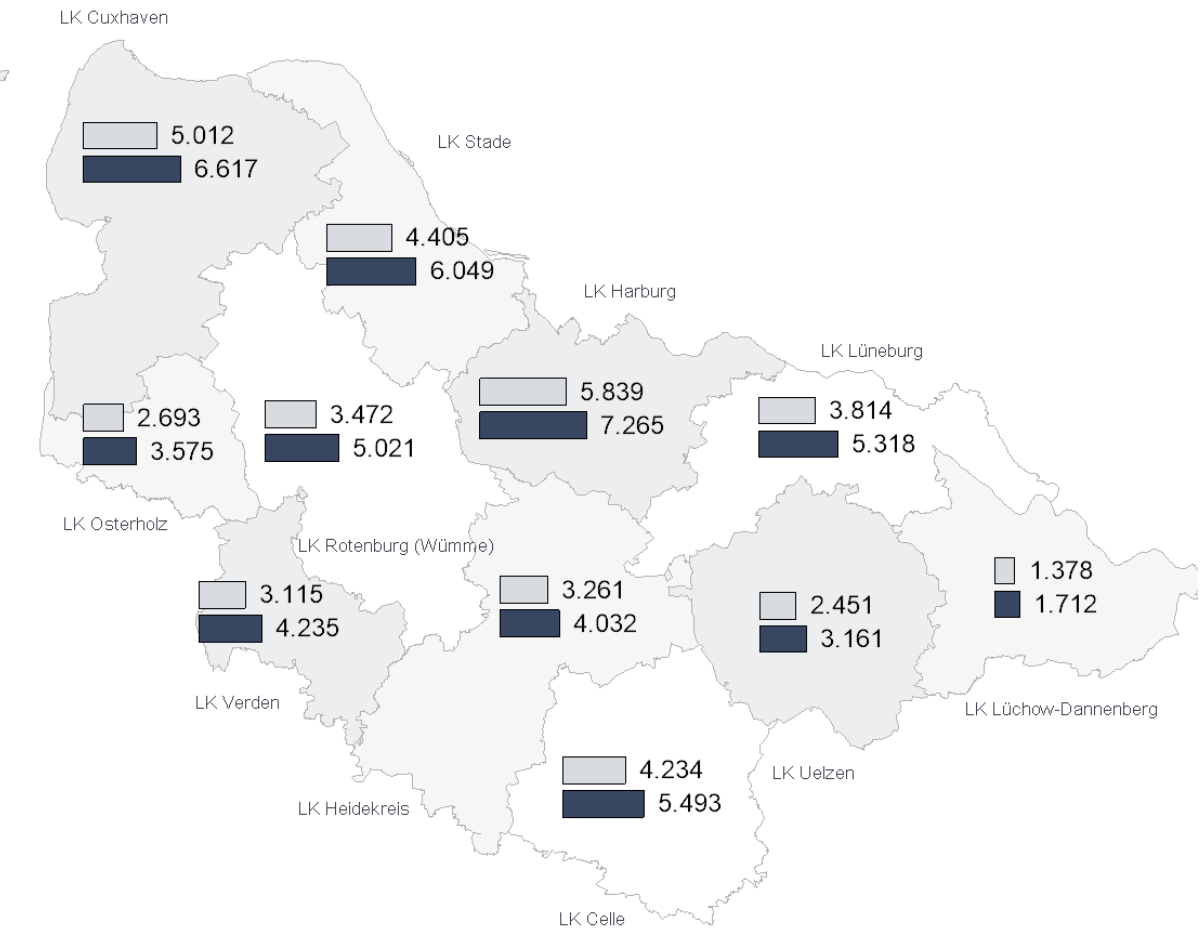 LK Cuxhaven
5.012
6.617
LK Stade
4.405
6.049
LK Harburg
5.839
7.265
LK Lüneburg
3.814
5.318
2.693
3.575
LK Osterholz
3.472
5.021
LK Rotenburg (Wümme)
3.115
4.235
LK Verden
3.261
4.032
LK Heidekreis
2.451
3.161
LK Uelzen
1.378
1.712
LK Lüchow-Dannenberg
4.234
5.493
LK Celle